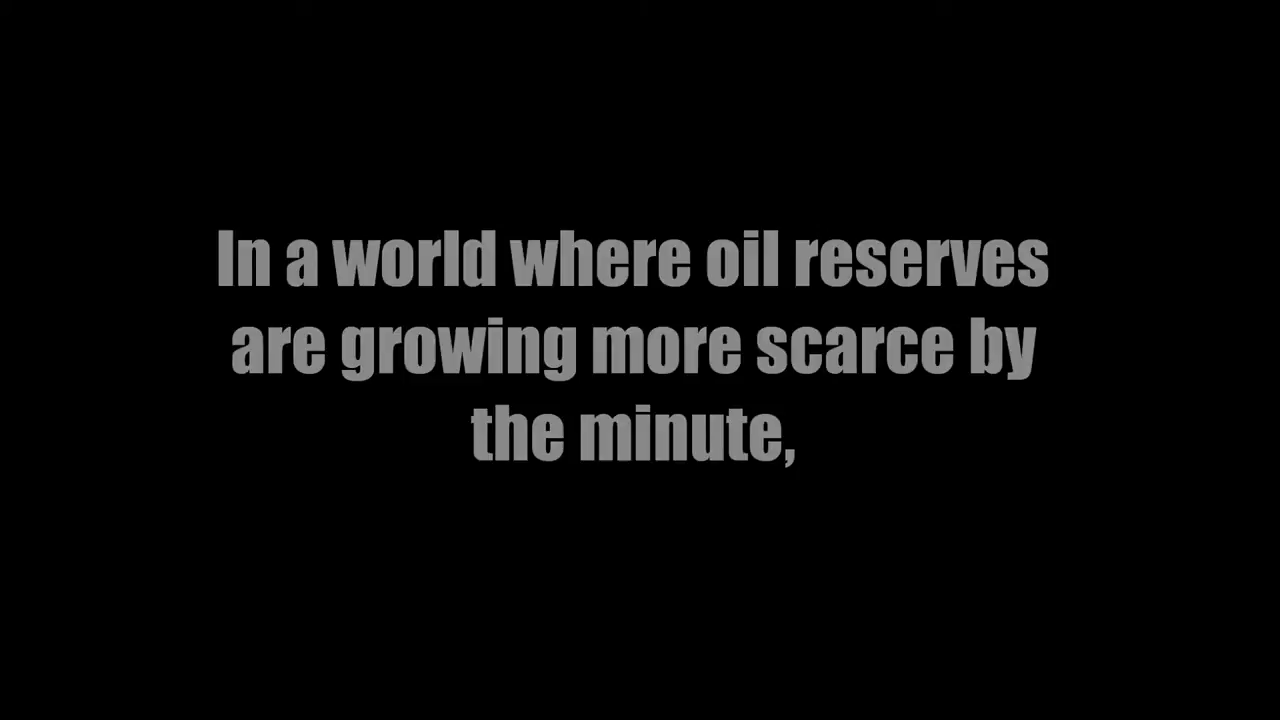 In a world where oil reserves
are growing more scarce by
the minute,